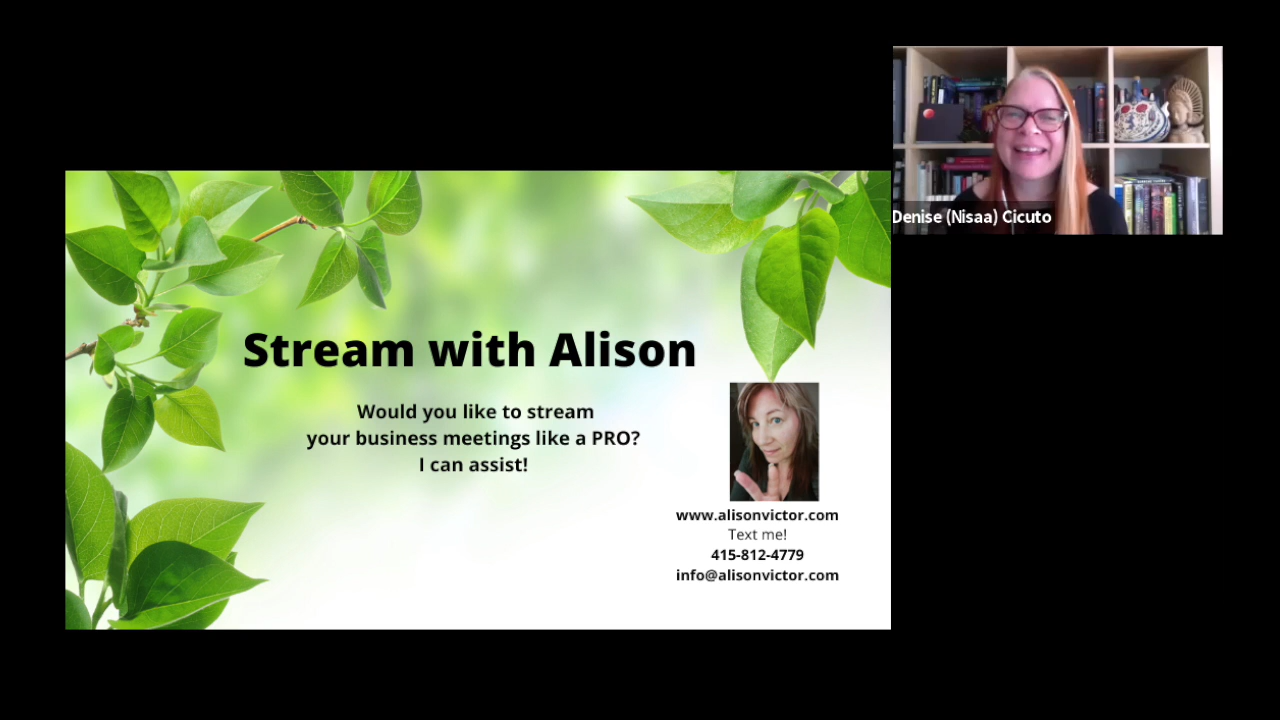 Denise (Nisaa) Cicuto
Stream with Alison
Would you like to stream
your business meetings like a PRO?
I can assist!
www.alisonvictor.com
Text me!
415-812-4779
info@alisonvictor.com